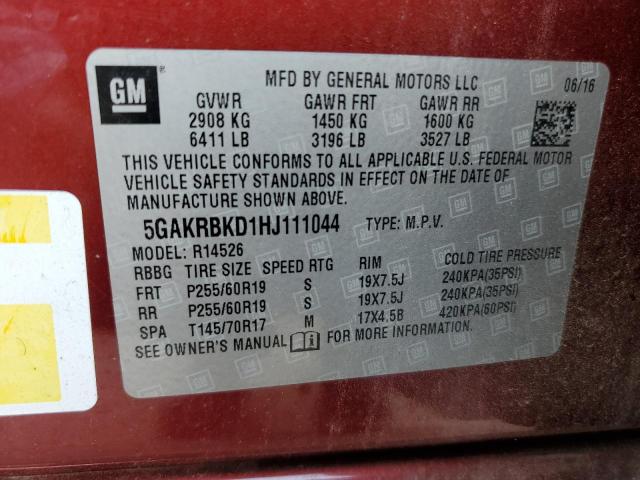 GM ®
MFD BY GENERAL MOTORS LLC 06/16
GVWR GAWR FRT GAWR RR
2908 KG 1450 KG 1600 KG
6411 LB 3196 LB 3527 LB
THIS VEHICLE CONFORMS TO ALL APPLICABLE U.S. FEDERAL MOTOR
VEHICLE SAFETY STANDARDS IN EFFECT ON THE DATE OF
MANUFACTURE SHOWN ABOVE.
5GAKRBKD1HJ111044 TYPE: M.P.V.
MODEL: R14526
RBBG TIRE SIZE SPEED RTG RIM COLD TIRE PRESSURE
FRT P255/60R19 S 19X7.5J 240KPA(35PSI)
RR P255/60R19 S 19X7.5J 240KPA(35PSI)
SPA T145/70R17 M 17X4.5B 420KPA(60PSI)
SEE OWNER'S MANUAL FOR MORE INFORMATION.